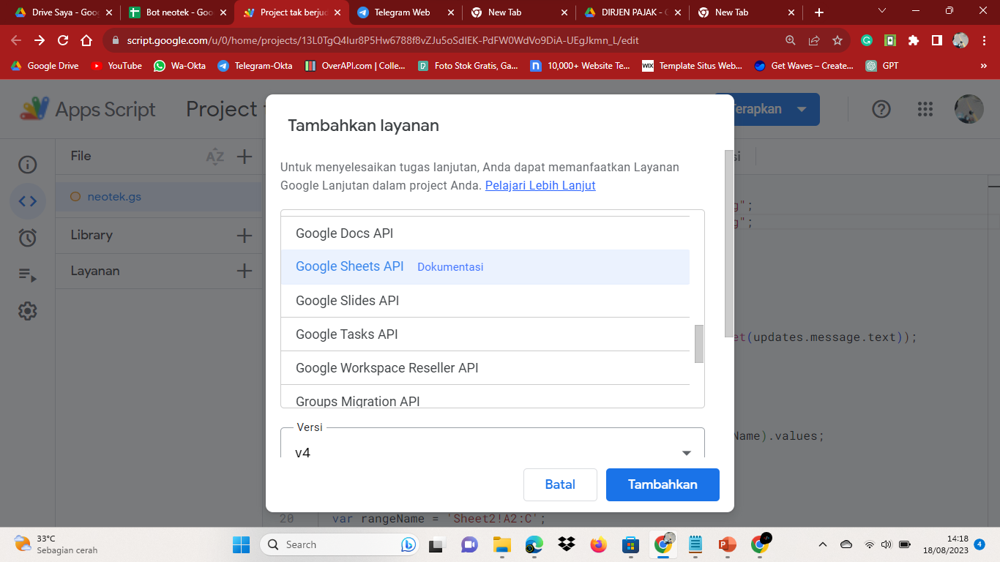 Drive Saya - Goog
Bot neotek - Goo
Project tak berjud
Telegram Web
New Tab
DIRJEN PAJAK - G
New Tab
script.google.com/u/0/home/projects/13L0TgQ4Iur8P5Hw6788f8vZJu5oSdIEK-PdFW0WdVo9DiA-UEgJkmn_L/edit
Google Drive
YouTube
Wa-Okta
Telegram-Okta
OverAPI.com | Colle...
Foto Stok Gratis, Ga...
10,000+ Website Te...
WIX
Template Situs Web...
Get Waves – Create...
GPT
»
Apps Script
Project t
Terapkan
Tambahkan layanan
File
AZ
si
Untuk menyelesaikan tugas lanjutan, Anda dapat memanfaatkan Layanan
Google Lanjutan dalam project Anda. Pelajari Lebih Lanjut
neotek.gs
g";
g";
Library
Layanan
Google Docs API
Google Sheets API Dokumentasi
Google Slides API
Google Tasks API
et(updates.message.text));
Google Workspace Reseller API
Groups Migration API
Versi
v4
Name).values;
Batal
Tambahkan
20 var rangeName = 'Sheet2!A2:C';
33°C
Sebagian cerah
Search
14:18
18/08/2023
4